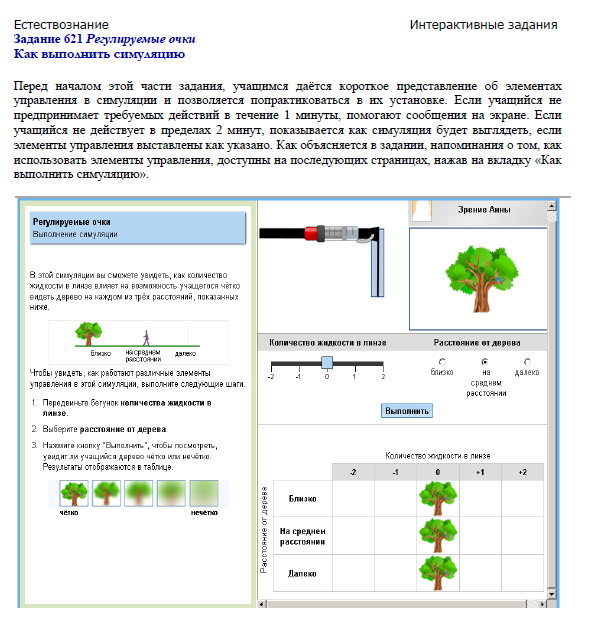 Естествознание Интерактивные задания
Задание 621 Регулируемые очки
Как выполнить симуляцию
Перед началом этой части задания, учащимся даётся короткое представление об элементах
управления в симуляции и позволяется попрактиковаться в их установке. Если учащийся не
предпринимает требуемых действий в течение 1 минуты, помогают сообщения на экране. Если
учащийся не действует в пределах 2 минут, показывается как симуляция будет выглядеть, если
элементы управления выставлены как указано. Как объясняется в задании, напоминания о том, как
использовать элементы управления, доступны на последующих страницах, нажав на вкладку «Как
выполнить симуляцию».
Регулируемые очки
Выполнение симуляции
В этой симуляции вы сможете увидеть, как количество
жидкости в линзе влияет на возможность учащегося чётко
видеть дерево на каждом из трёх расстояний, показанных
ниже.
близко на среднем расстоянии далеко
Чтобы увидеть, как работают различные элементы
управления в этой симуляции, выполните следующие шаги.
1. Передвиньте бегунок количества жидкости в
линзе.
2. Выберите расстояние от дерева.
3. Нажмите кнопку "Выполнить", чтобы посмотреть,
увидит ли учащийся дерево чётко или нечётко.
Результаты отображаются в таблице.
чётко нечётко
Зрение Анны
Количество жидкости в линзе Расстояние от дерева
-2 -1 0 1 2
близко на среднем расстоянии далеко
Выполнить
Количество жидкости в линзе
-2 -1 0 +1 +2
Расстояние от дерева
Близко
На среднем
расстоянии
Далеко